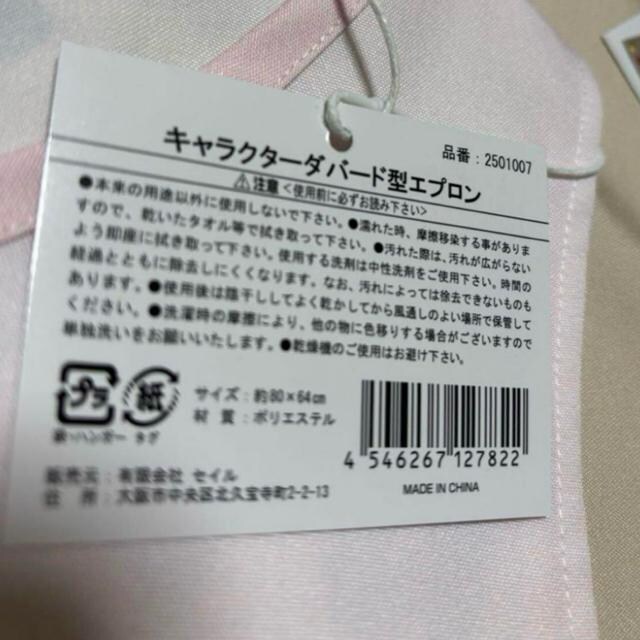 品番:2501007
キャラクターダバード型エプロン
⚠注意<使用前に必ずお読み下さい>
●本来の用途以外に使用しないで下さい。●濡れた時、摩擦移染する事がありま
すので、乾いたタオル等で拭き取って下さい。●汚れた際は、汚れが広がらない
よう即座に拭き取って下さい。使用する洗剤は中性洗剤をご使用下さい。時間の
経過とともに除去しにくくなります。なお、汚れによっては除去できないものも
あります。●使用後は陰干ししてよく乾かしてから風通しのよい場所で保管して
ください。●洗濯時の摩擦により、他の物に色移りする場合がございますので
単独洗いをお願いいたします。●乾燥機のご使用はお避け下さい。
プラ 紙
袋・ハンガー タグ
サイズ:約80×64cm
材質:ポリエステル
販売元:有限会社 セイル
住所:大阪市中央区北久宝寺町2-2-13
4 546267 127822
MADE IN CHINA